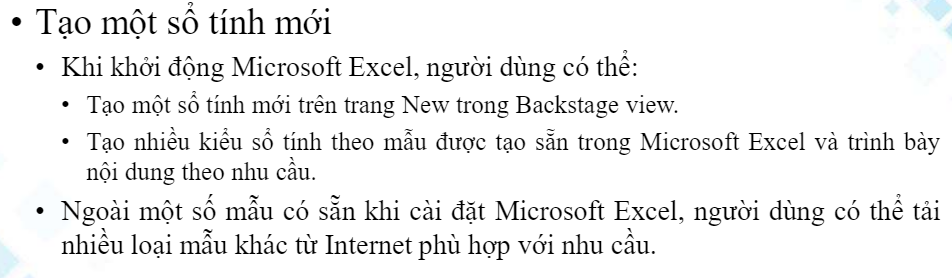 • Tạo một sổ tính mới
• Khi khởi động Microsoft Excel, người dùng có thể:
• Tạo một sổ tính mới trên trang New trong Backstage view.
• Tạo nhiều kiểu sổ tính theo mẫu được tạo sẵn trong Microsoft Excel và trình bày
nội dung theo nhu cầu.
• Ngoài một số mẫu có sẵn khi cài đặt Microsoft Excel, người dùng có thể tải
nhiều loại mẫu khác từ Internet phù hợp với nhu cầu.